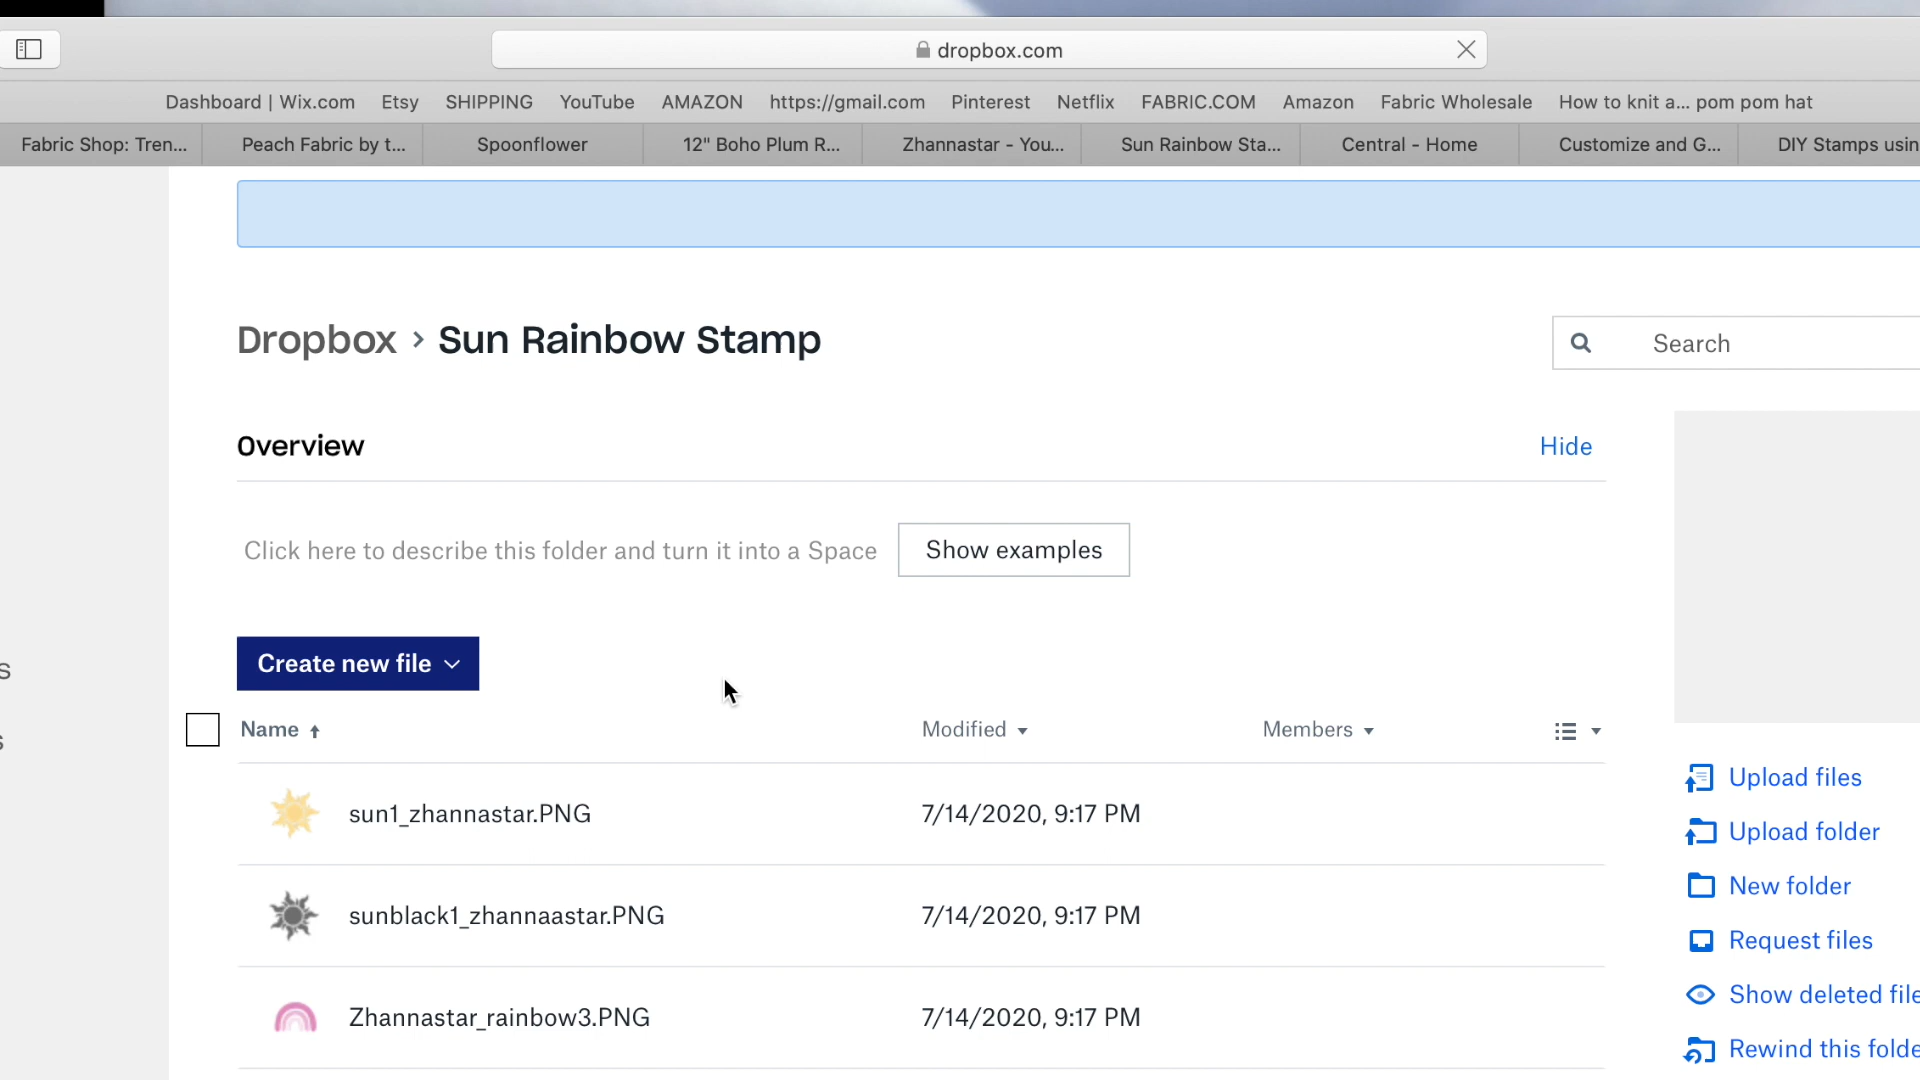 dropbox.com
Dashboard | Wix.com Etsy SHIPPING YouTube AMAZON https://gmail.com Pinterest Netflix FABRIC.COM Amazon Fabric Wholesale How to knit a... pom pom hat
Fabric Shop: Tren... Peach Fabric by t... Spoonflower 12" Boho Plum R... Zhannastar - You... Sun Rainbow Sta... Central - Home Customize and G... DIY Stamps usin
Dropbox > Sun Rainbow Stamp
Search
Overview
Hide
Click here to describe this folder and turn it into a Space
Show examples
Create new file
Name Modified Members
sun1_zhannastar.PNG 7/14/2020, 9:17 PM
sunblack1_zhannaastar.PNG 7/14/2020, 9:17 PM
Zhannastar_rainbow3.PNG 7/14/2020, 9:17 PM
Upload files
Upload folder
New folder
Request files
Show deleted file
Rewind this folde